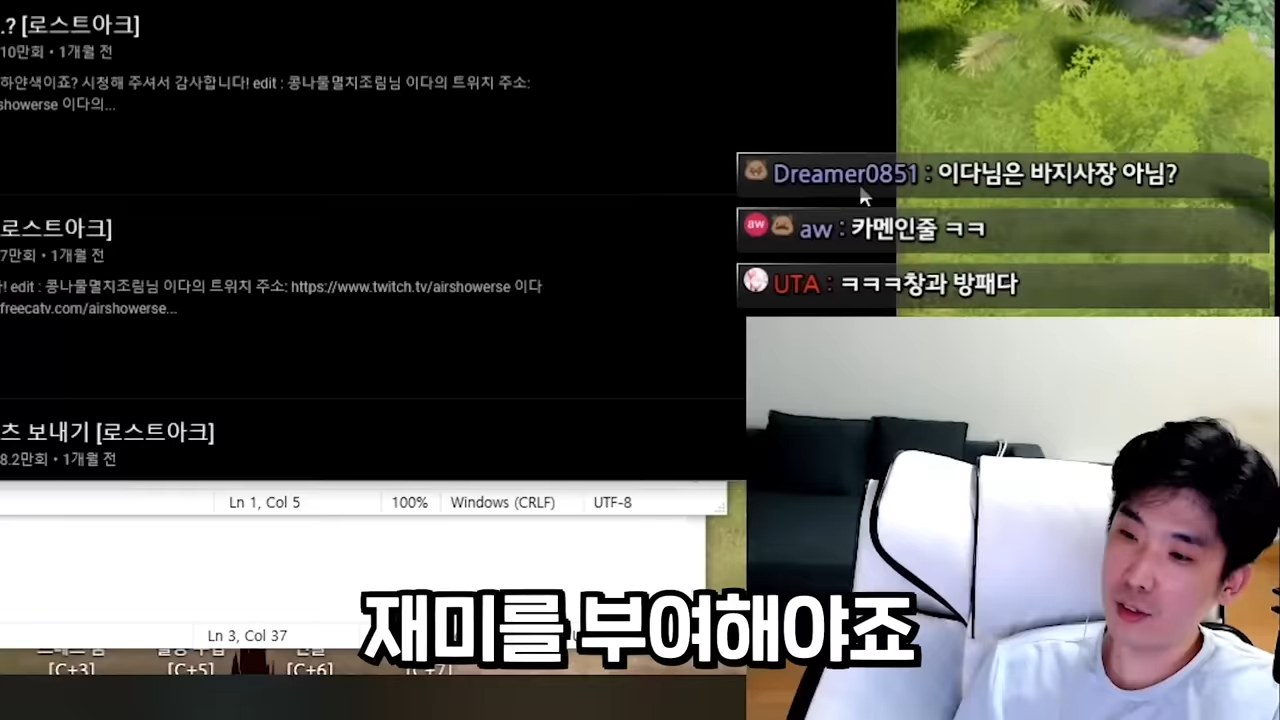 .? [로스트아크]
10만회 • 1개월 전
하얀색이죠? 시청해 주셔서 감사합니다! edit : 콩나물멸치조림님 이다의 트위치 주소:
showerse 이다의...
Dreamer0851 : 이다님은 바지사장 아님?
aw aw : 카멘인줄 ㅋㅋ
UTA : ㅋㅋㅋ창과 방패다
로스트아크]
7만회 • 1개월 전
! edit : 콩나물멸치조림님 이다의 트위치 주소: https://www.twitch.tv/airshowerse 이다
freecatv.com/airshowerse...
츠 보내기 [로스트아크]
8.2만회 • 1개월 전
Ln 1, Col 5 100% Windows (CRLF) UTF-8
Ln 3, Col 37
재미를 부여해야죠
[C+3] [C+5] [C+6] [C+7]